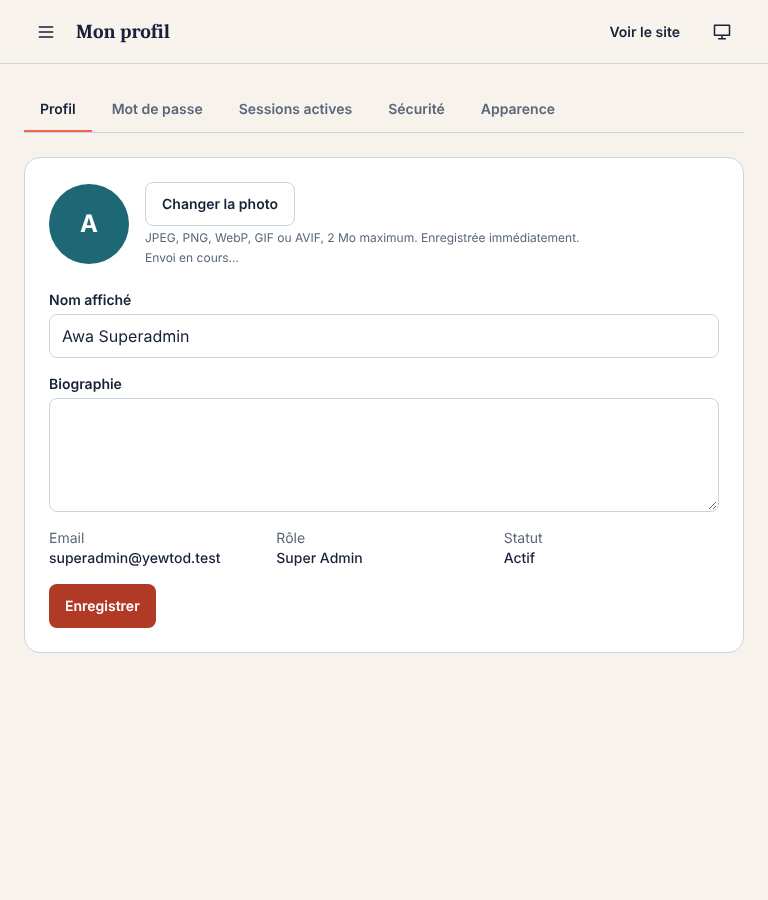 Mon profil
Voir le site
Profil
Mot de passe
Sessions actives
Sécurité
Apparence
A
Changer la photo
JPEG, PNG, WebP, GIF ou AVIF, 2 Mo maximum. Enregistrée immédiatement.
Envoi en cours…
Nom affiché
Awa Superadmin
Biographie
Email
superadmin@yewtod.test
Rôle
Super Admin
Statut
Actif
Enregistrer